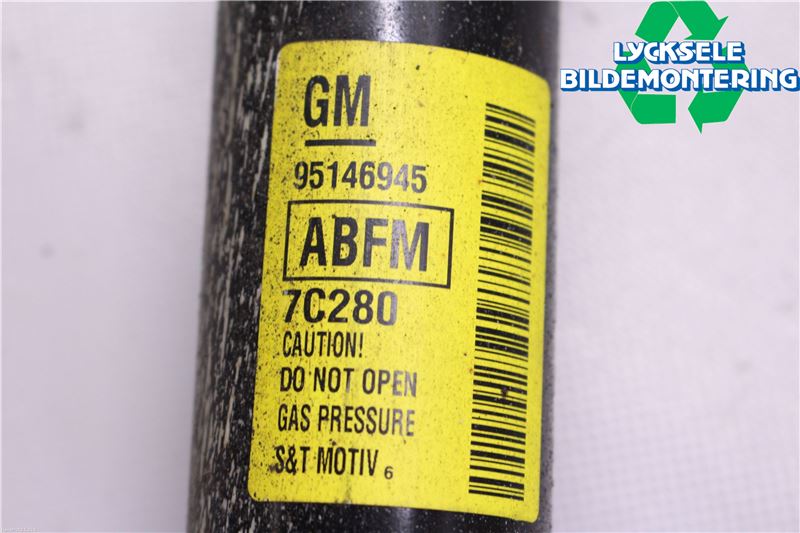 LYCKSELE
BILDEMONTERING
GM
95146945
ABFM
7C280
CAUTION!
DO NOT OPEN
GAS PRESSURE
S&T MOTIV 6